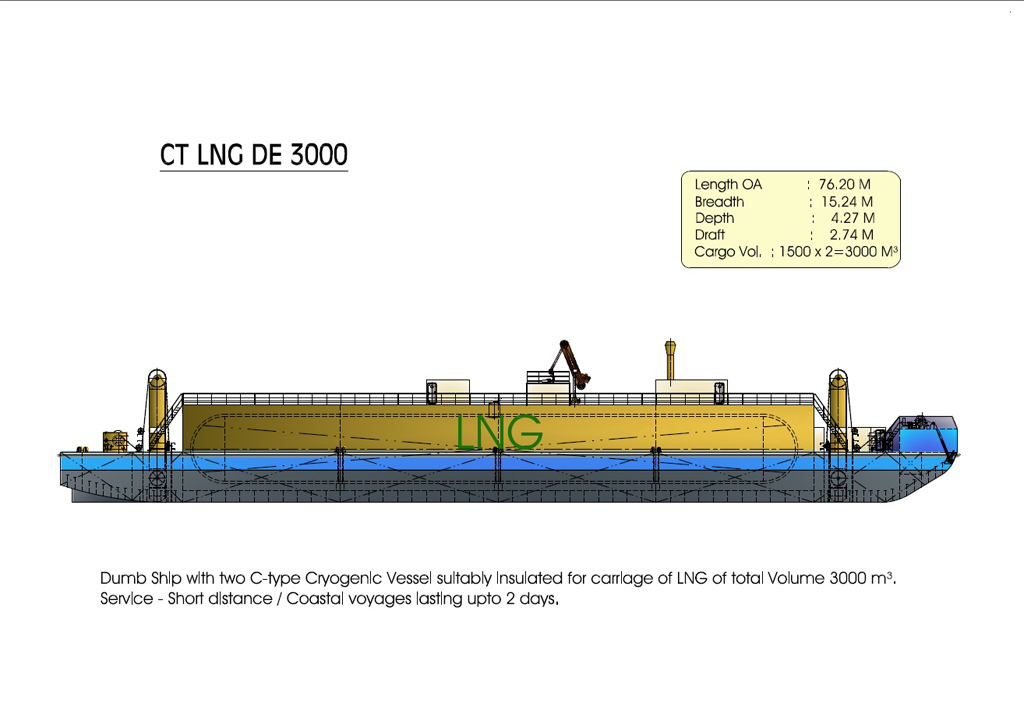 CT LNG DE 3000
Length OA : 76.20 M
Breadth : 15.24 M
Depth : 4.27 M
Draft : 2.74 M
Cargo Vol. : 1500 x 2=3000 M³
LNG
Dumb Ship with two C-type Cryogenic Vessel suitably insulated for carriage of LNG of total Volume 3000 m³.
Service - Short distance / Coastal voyages lasting upto 2 days.